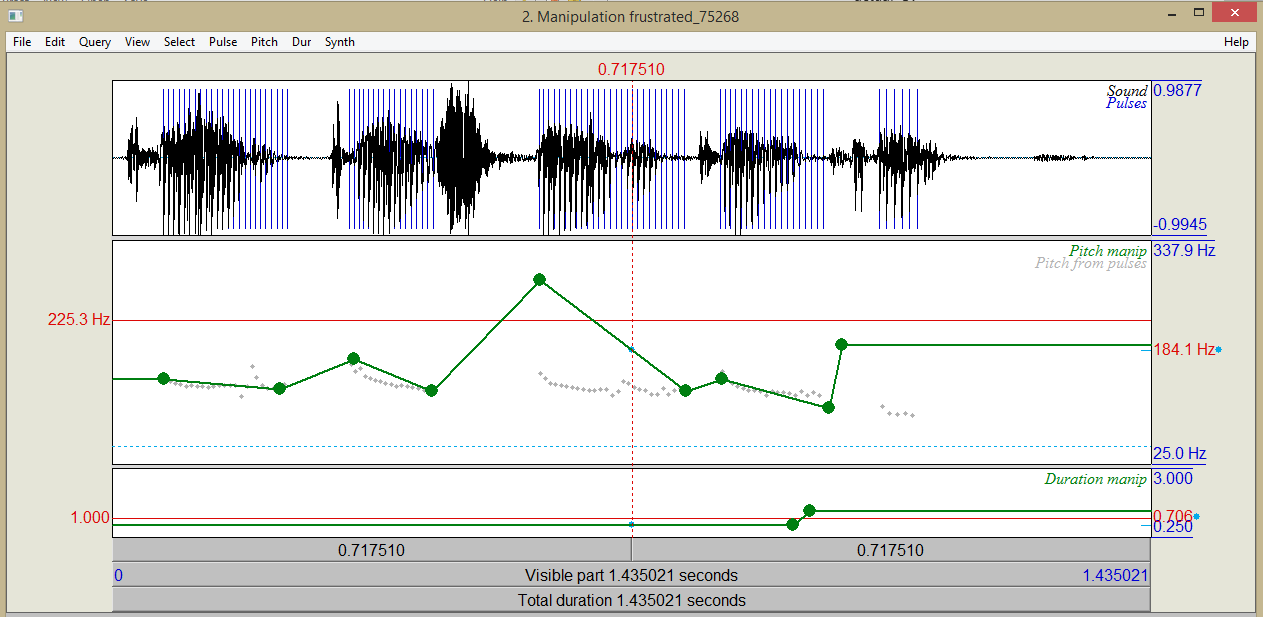 2. Manipulation frustrated_75268
File Edit Query View Select Pulse Pitch Dur Synth Help
0.717510
Sound 0.9877
Pulses
-0.9945
Pitch manip 337.9 Hz
Pitch from pulses
225.3 Hz
184.1 Hz
25.0 Hz
Duration manip 3.000
1.000 0.706
0.250
0.717510 0.717510
0 Visible part 1.435021 seconds 1.435021
Total duration 1.435021 seconds